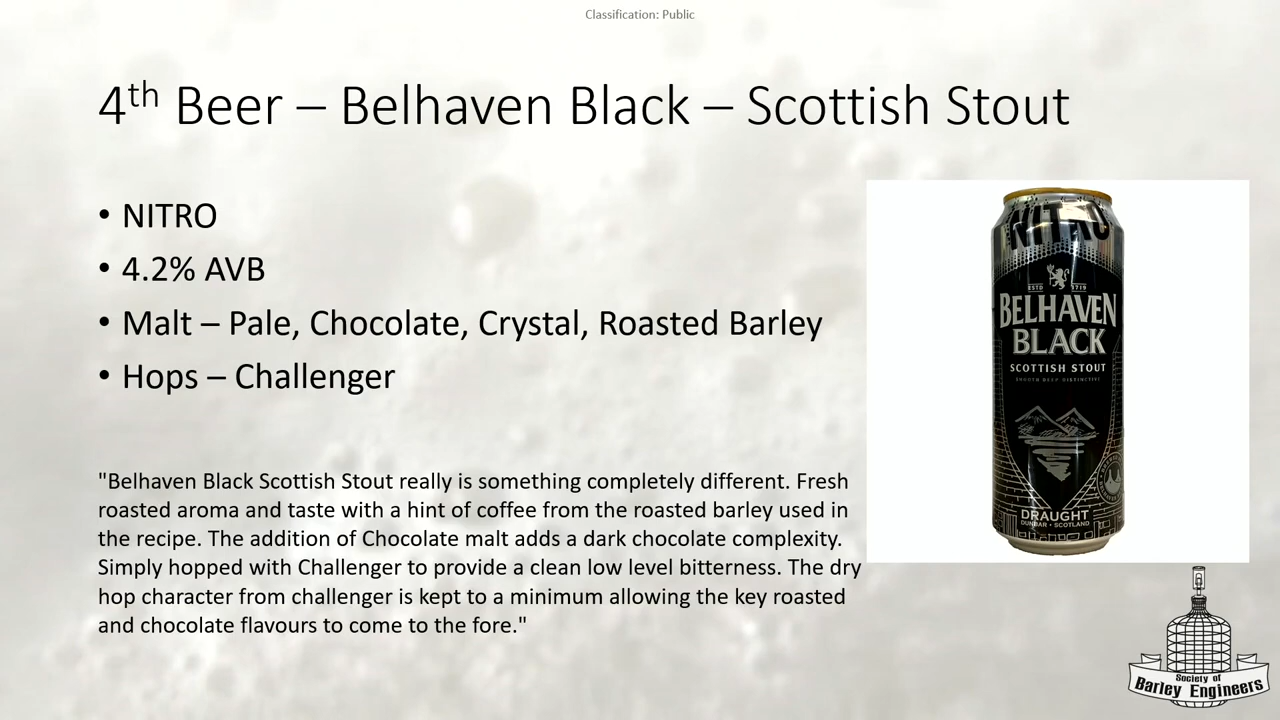 Classification: Public
4th Beer – Belhaven Black – Scottish Stout
• NITRO
• 4.2% AVB
• Malt – Pale, Chocolate, Crystal, Roasted Barley
• Hops – Challenger
"Belhaven Black Scottish Stout really is something completely different. Fresh
roasted aroma and taste with a hint of coffee from the roasted barley used in
the recipe. The addition of Chocolate malt adds a dark chocolate complexity.
Simply hopped with Challenger to provide a clean low level bitterness. The dry
hop character from challenger is kept to a minimum allowing the key roasted
and chocolate flavours to come to the fore."
NITRO
ESTD 1719
BELHAVEN
BLACK
SCOTTISH STOUT
SMOOTH DEEP DISTINCTIVE
DRAUGHT
DUNBAR • SCOTLAND
Society of
Barley Engineers